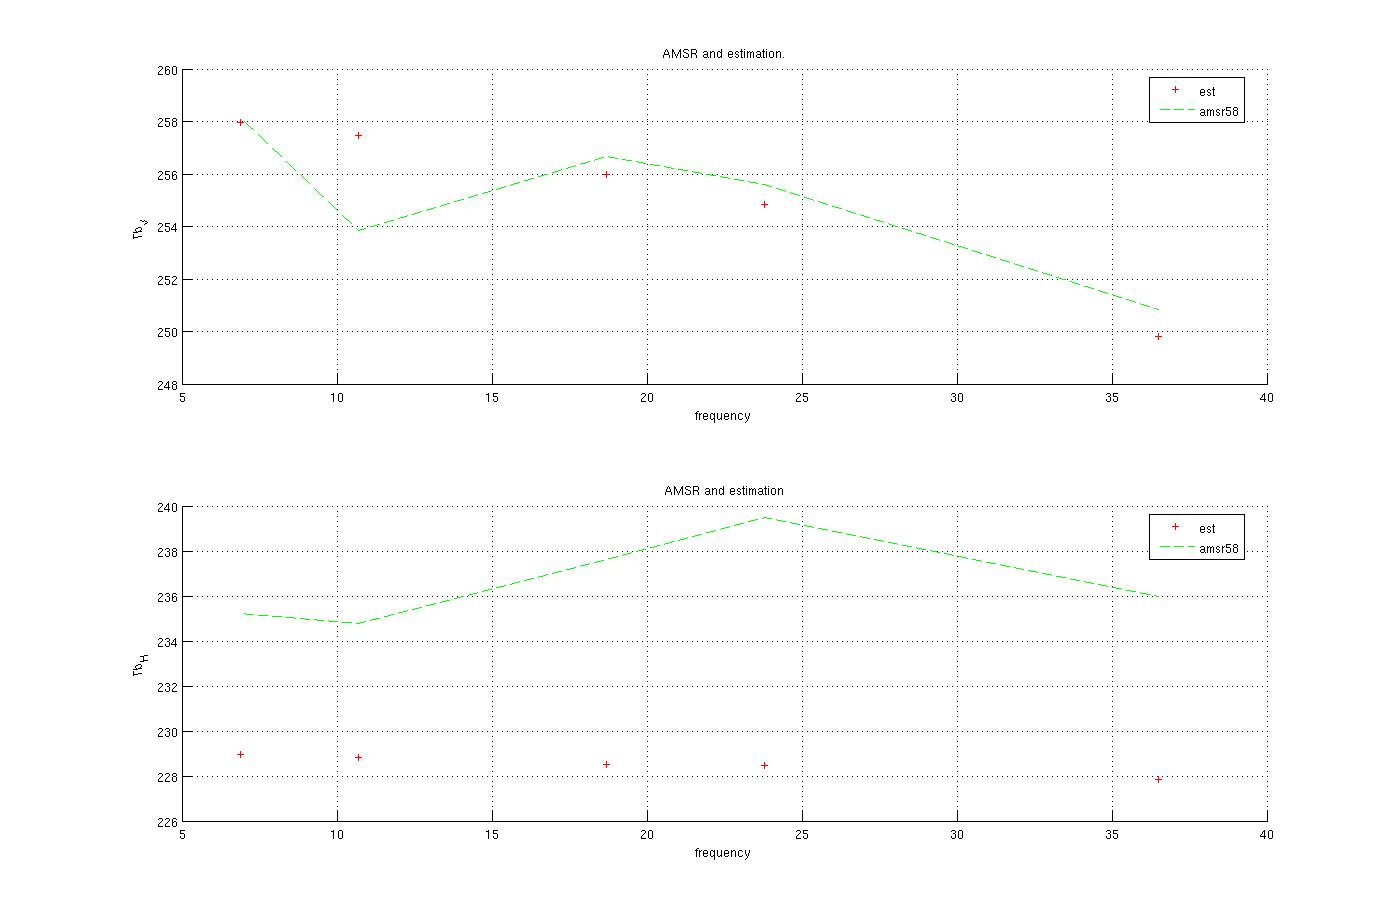 AMSR and estimation.
260
258
256
254
252
250
248
Tb_V
5 10 15 20 25 30 35 40
frequency
est
amsr58
AMSR and estimation
240
238
236
234
232
230
228
226
Tb_H
5 10 15 20 25 30 35 40
frequency
est
amsr58